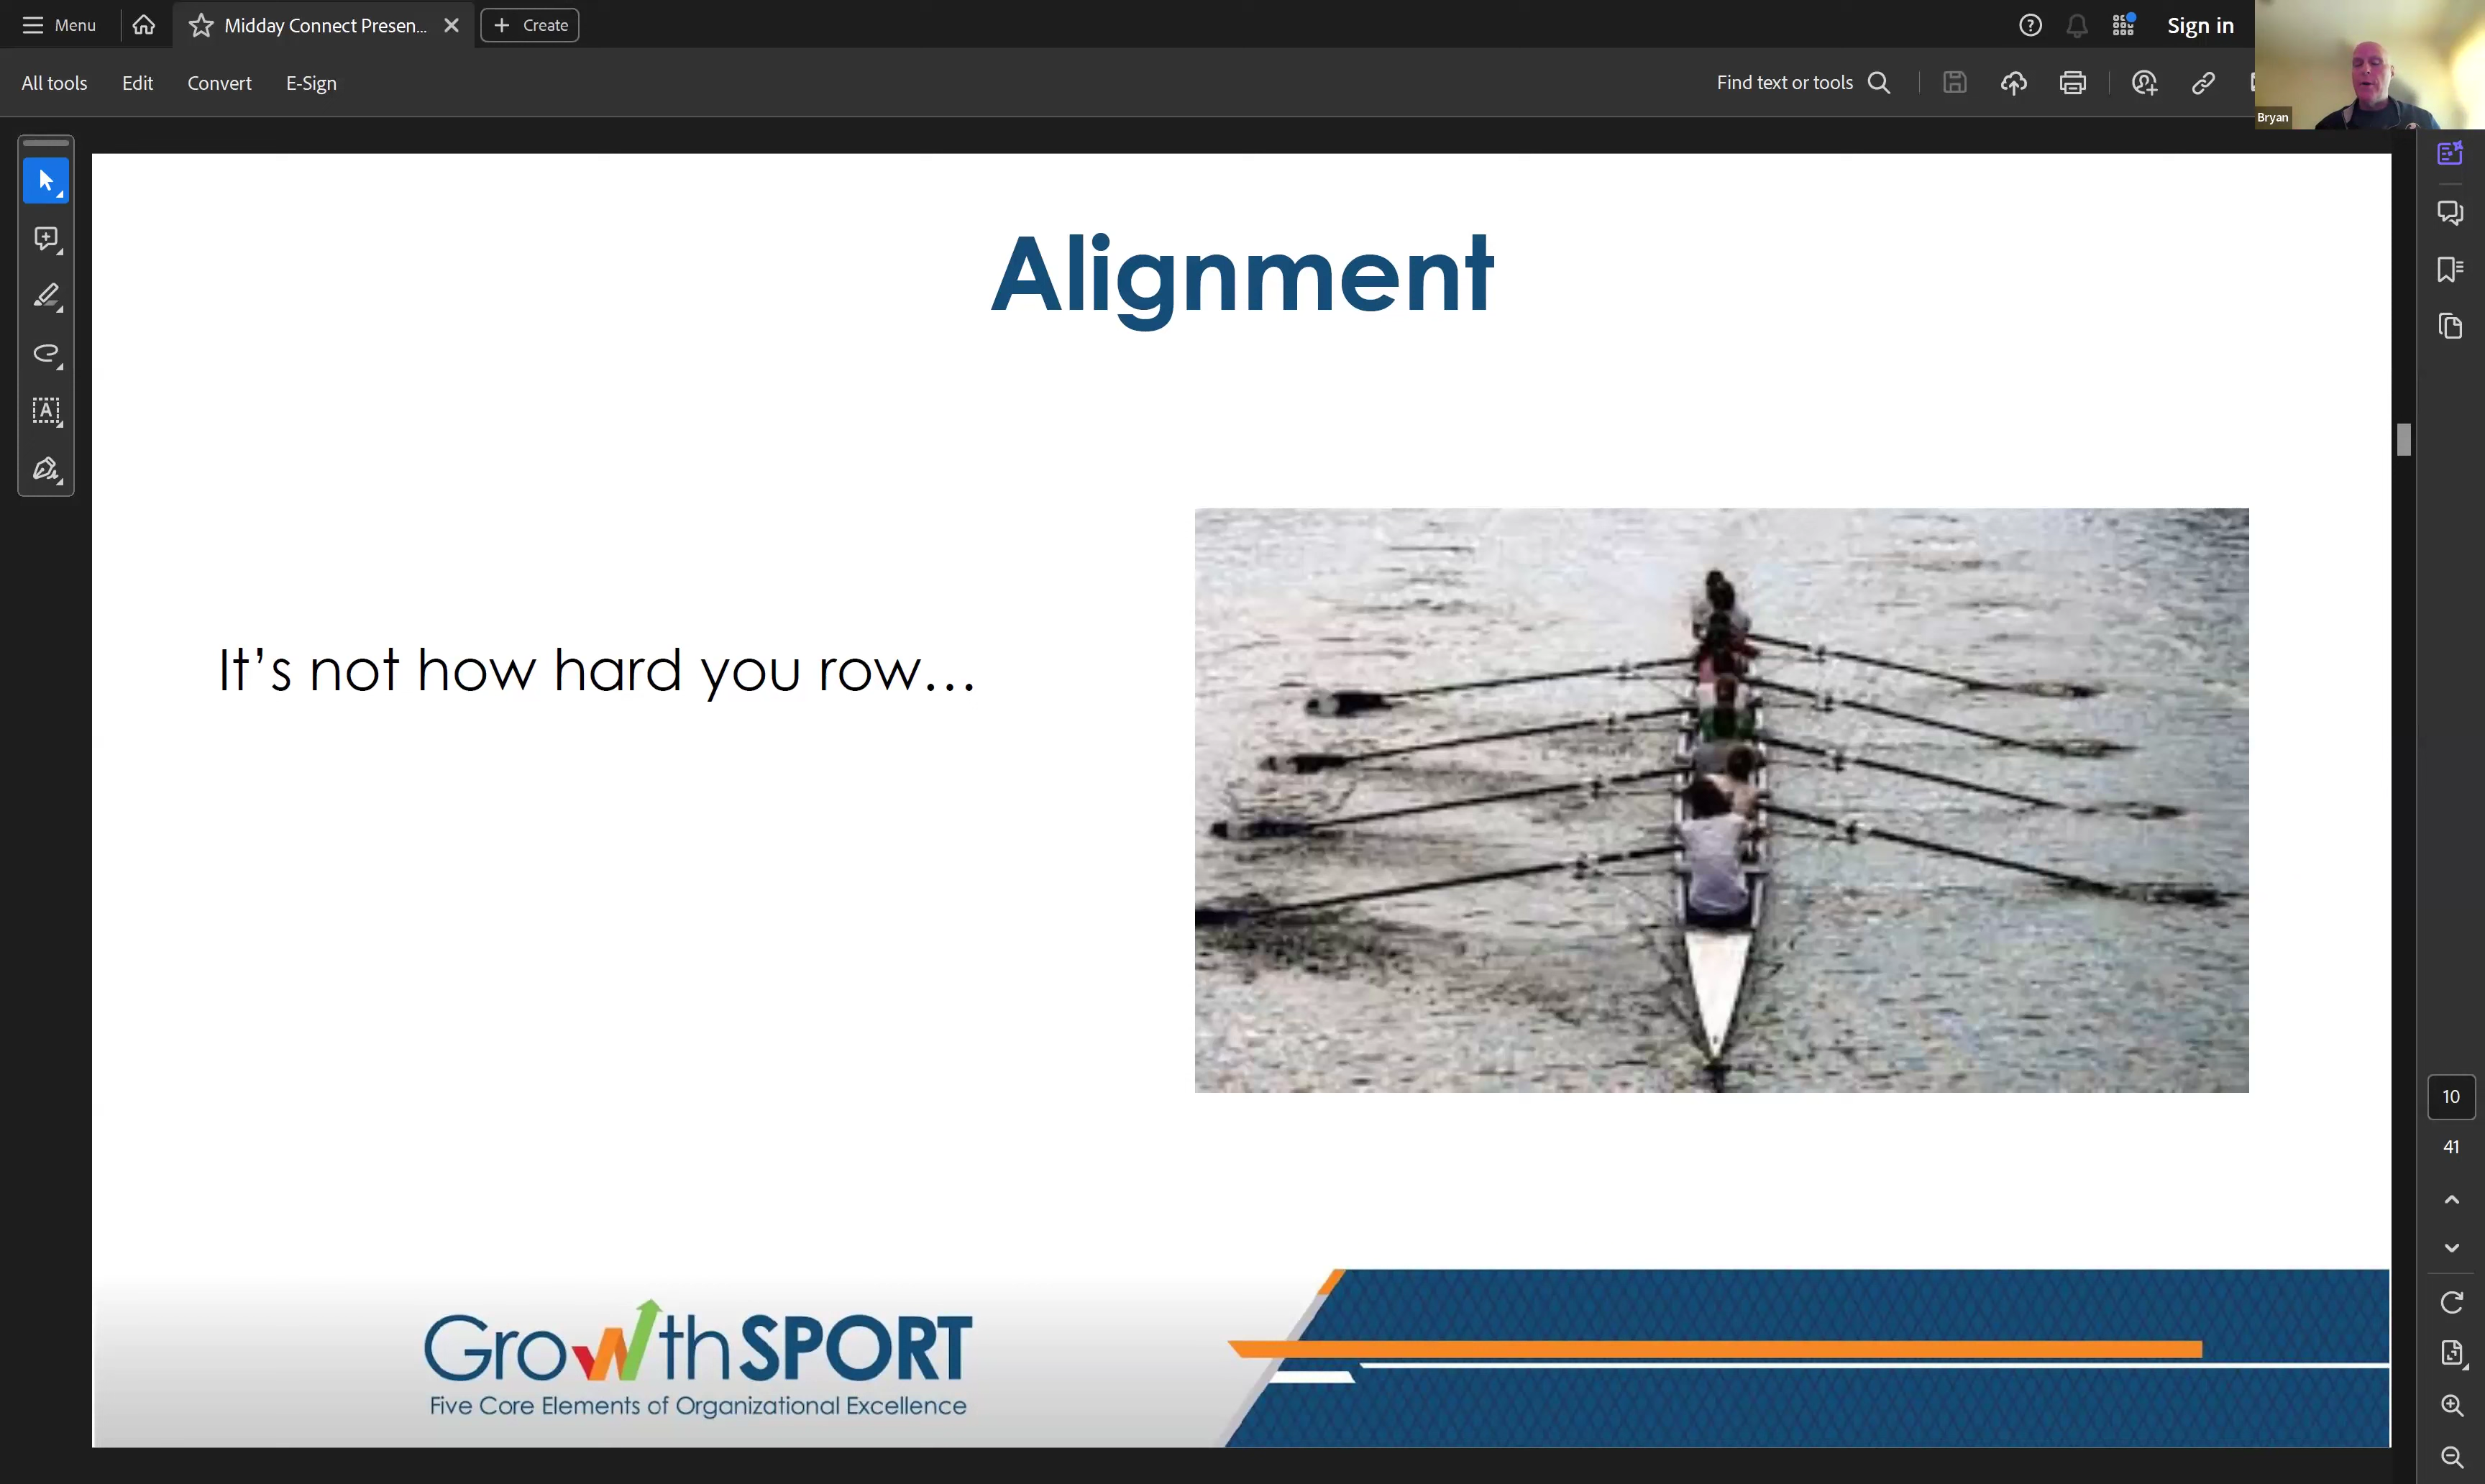 Menu
Midday Connect Presen...
Create
Sign in
All tools
Edit
Convert
E-Sign
Find text or tools
Bryan
Alignment
It’s not how hard you row…
10
41
GrowthSPORT
Five Core Elements of Organizational Excellence